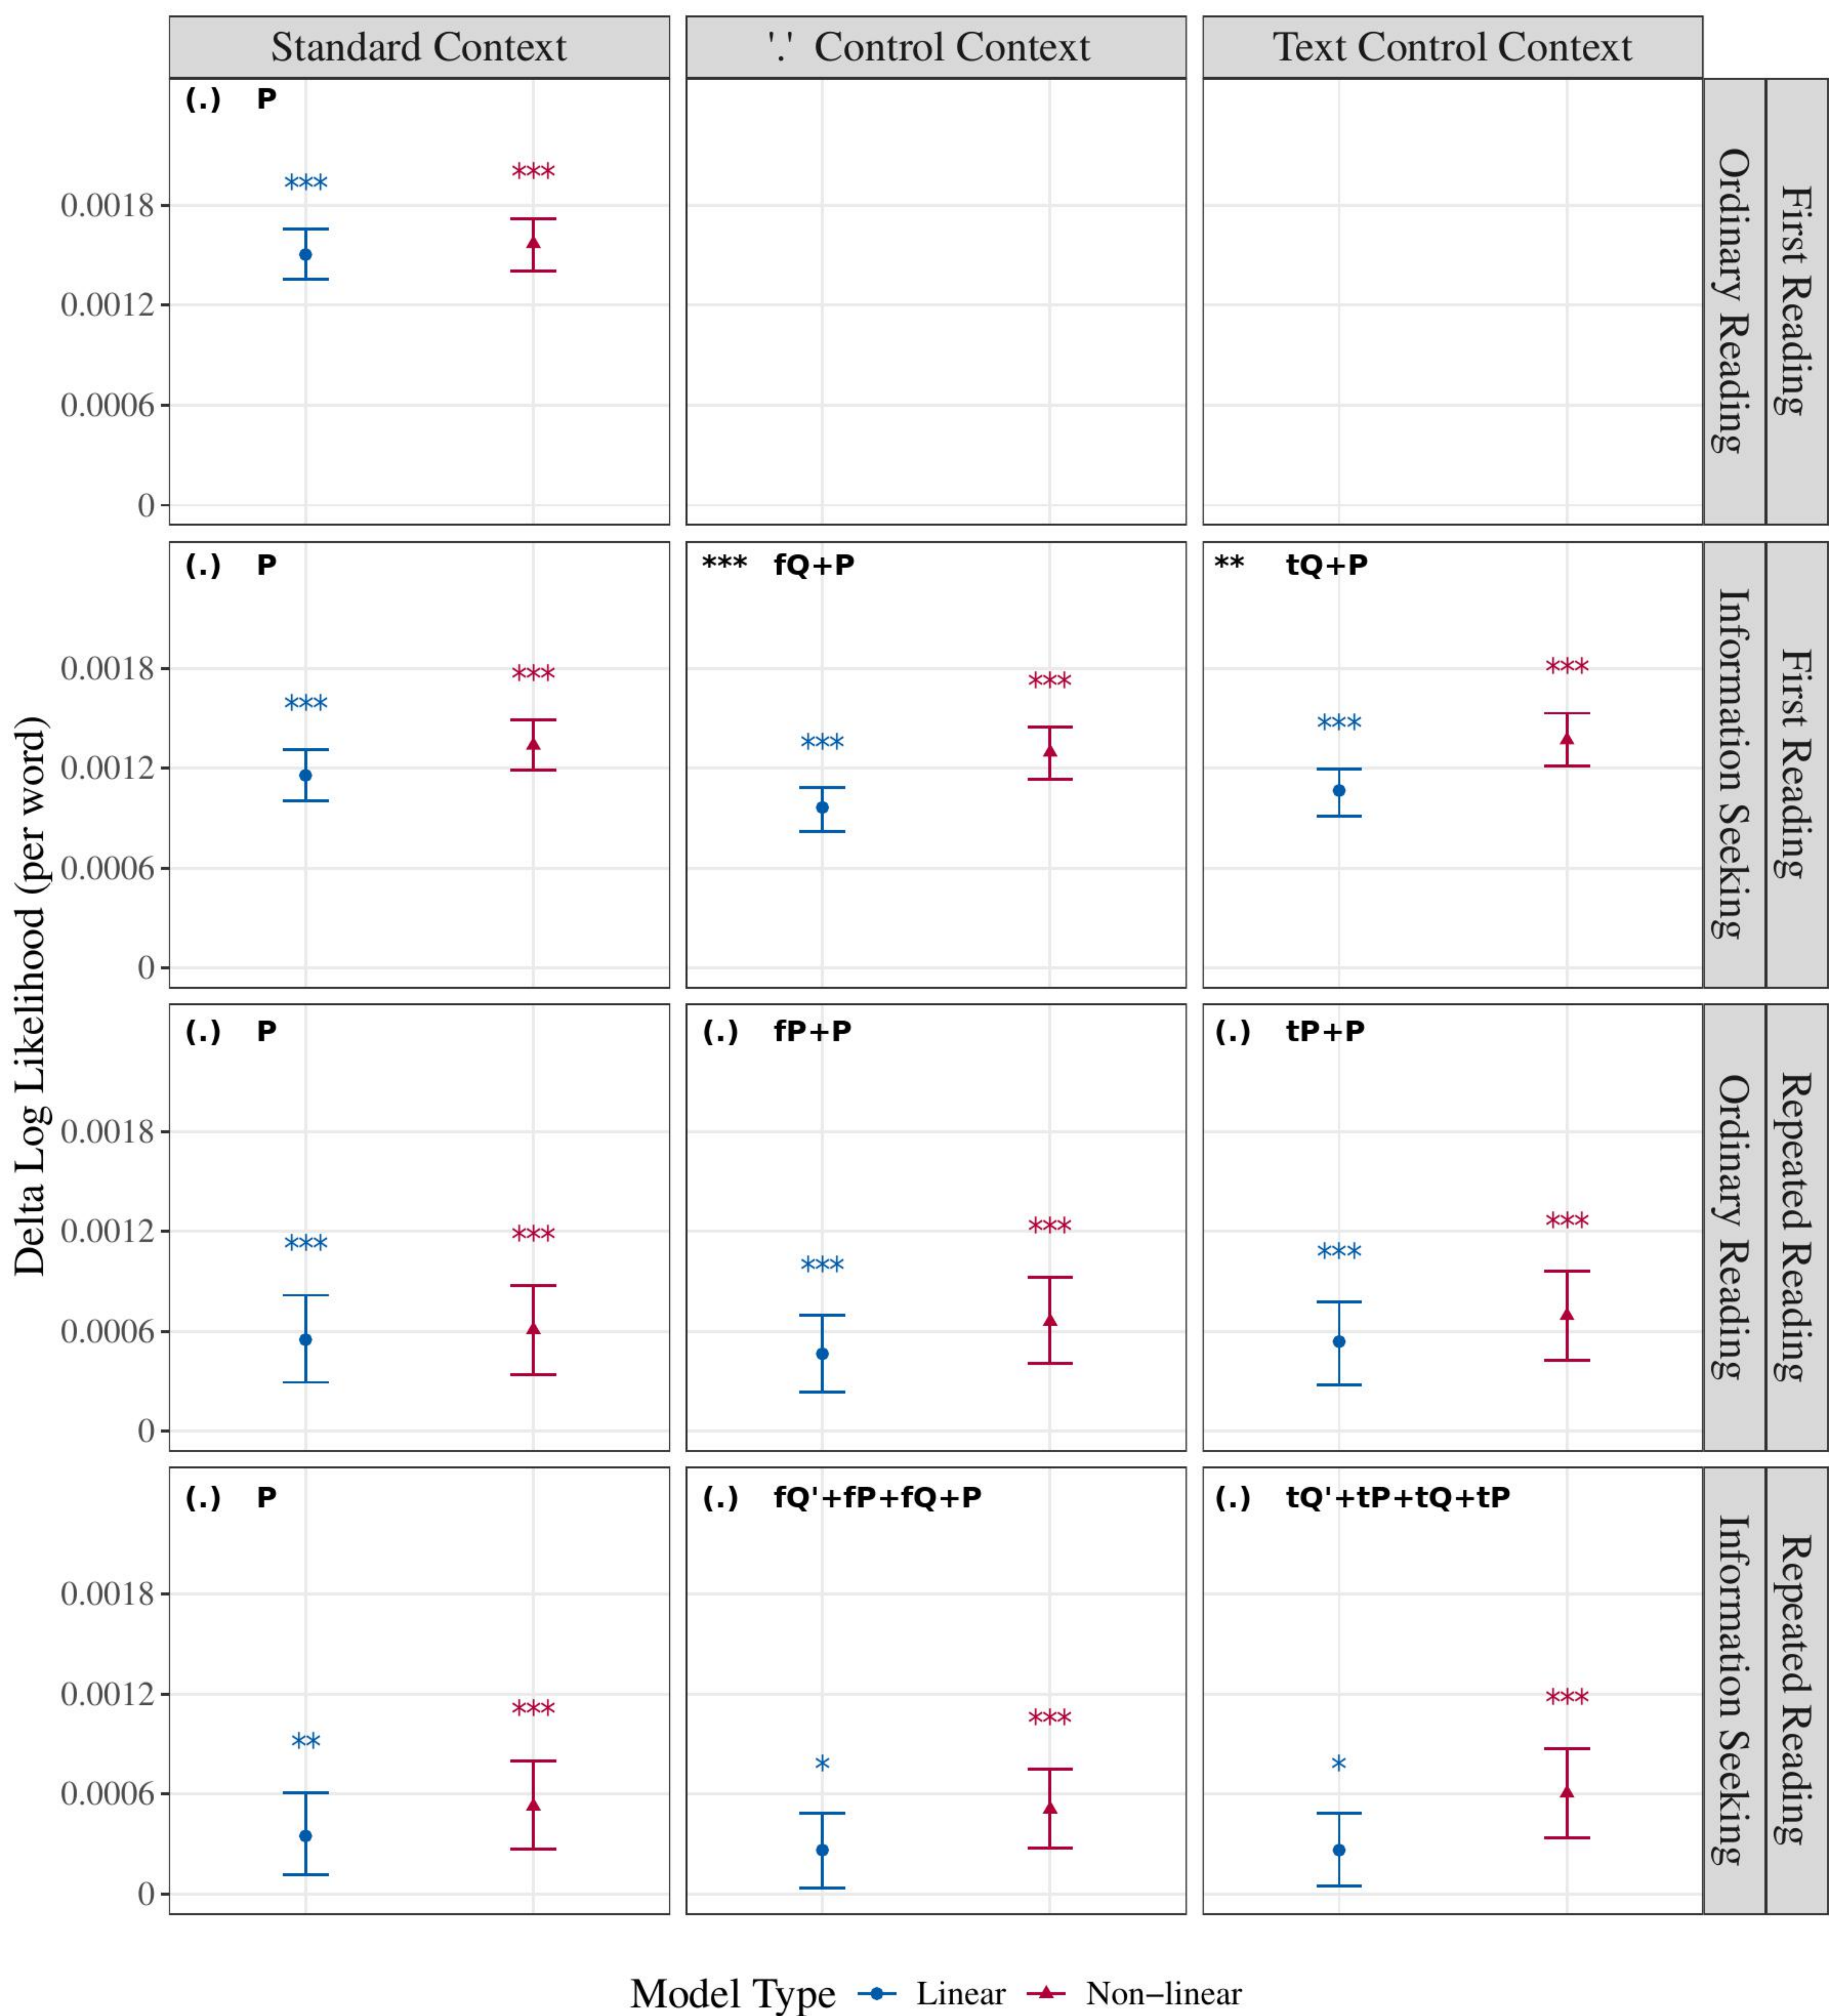 Standard Context
'.' Control Context
Text Control Context
Delta Log Likelihood (per word)
(.) P
*** ***
0.0018
0.0012
0.0006
0
Ordinary Reading
First Reading
(.) P
*** fQ+P
** tQ+P
*** *** *** *** *** ***
0.0018
0.0012
0.0006
0
Information Seeking
First Reading
(.) P
(.) fP+P
(.) tP+P
*** *** *** *** *** ***
0.0018
0.0012
0.0006
0
Ordinary Reading
Repeated Reading
(.) P
(.) fQ'+fP+fQ+P
(.) tQ'+tP+tQ+tP
** *** * *** * ***
0.0018
0.0012
0.0006
0
Information Seeking
Repeated Reading
Model Type Linear Non−linear